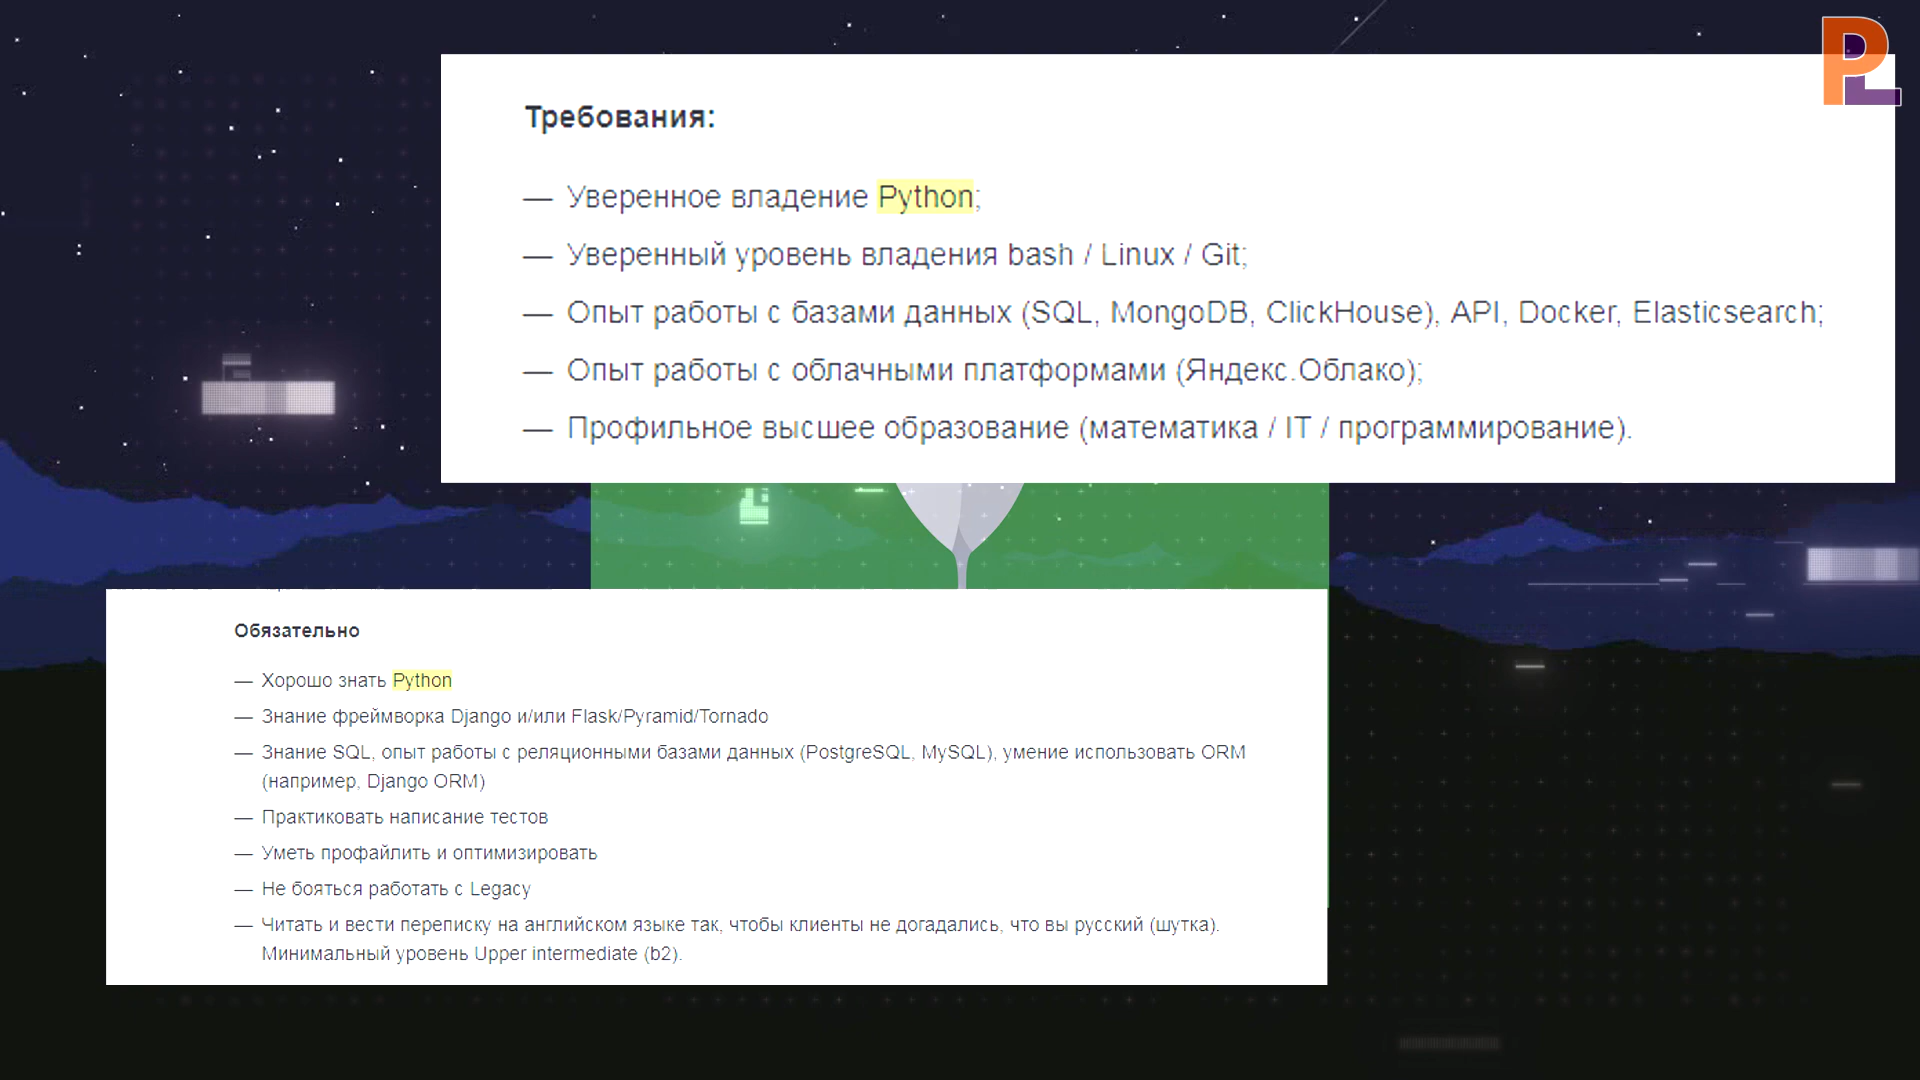 PL
Требования:
— Уверенное владение Python;
— Уверенный уровень владения bash / Linux / Git;
— Опыт работы с базами данных (SQL, MongoDB, ClickHouse), API, Docker, Elasticsearch;
— Опыт работы с облачными платформами (Яндекс.Облако);
— Профильное высшее образование (математика / IT / программирование).
Обязательно
— Хорошо знать Python
— Знание фреймворка Django и/или Flask/Pyramid/Tornado
— Знание SQL, опыт работы с реляционными базами данных (PostgreSQL, MySQL), умение использовать ORM
(например, Django ORM)
— Практиковать написание тестов
— Уметь профайлить и оптимизировать
— Не бояться работать с Legacy
— Читать и вести переписку на английском языке так, чтобы клиенты не догадались, что вы русский (шутка).
Минимальный уровень Upper intermediate (b2).